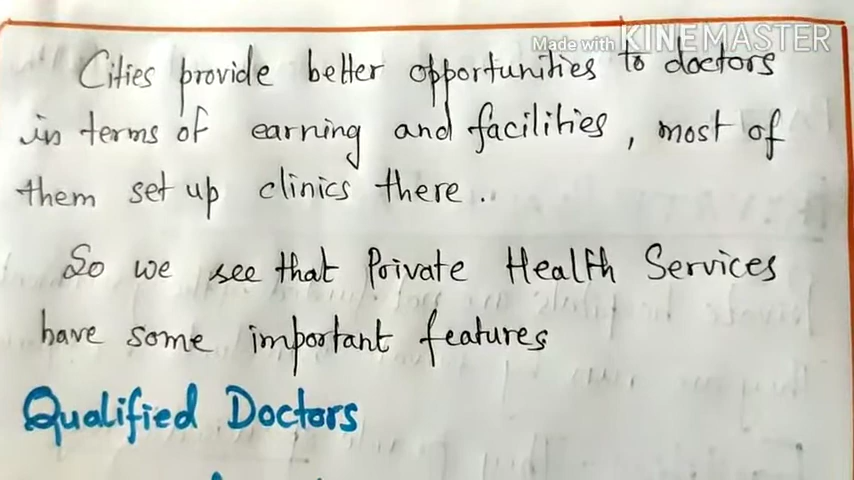 Made with KINEMASTER
Cities provide better opportunities to doctors
in terms of earning and facilities, most of
them set up clinics there.
So we see that Private Health Services
have some important features
Qualified Doctors